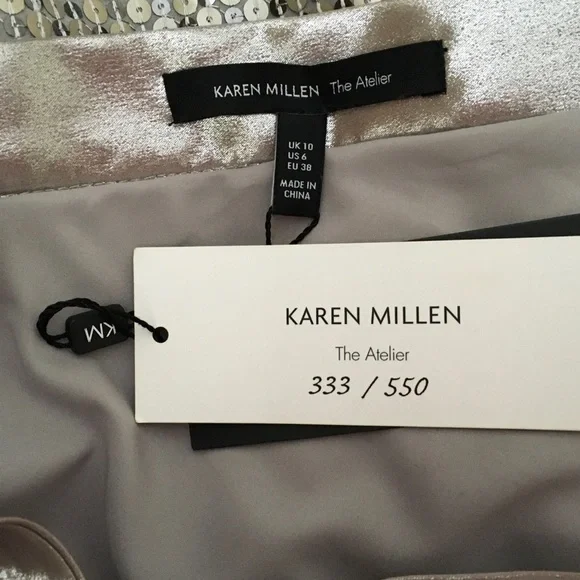 KAREN MILLEN The Atelier
UK 10
US 6
EU 38
MADE IN
CHINA
KM
KAREN MILLEN
The Atelier
333 / 550